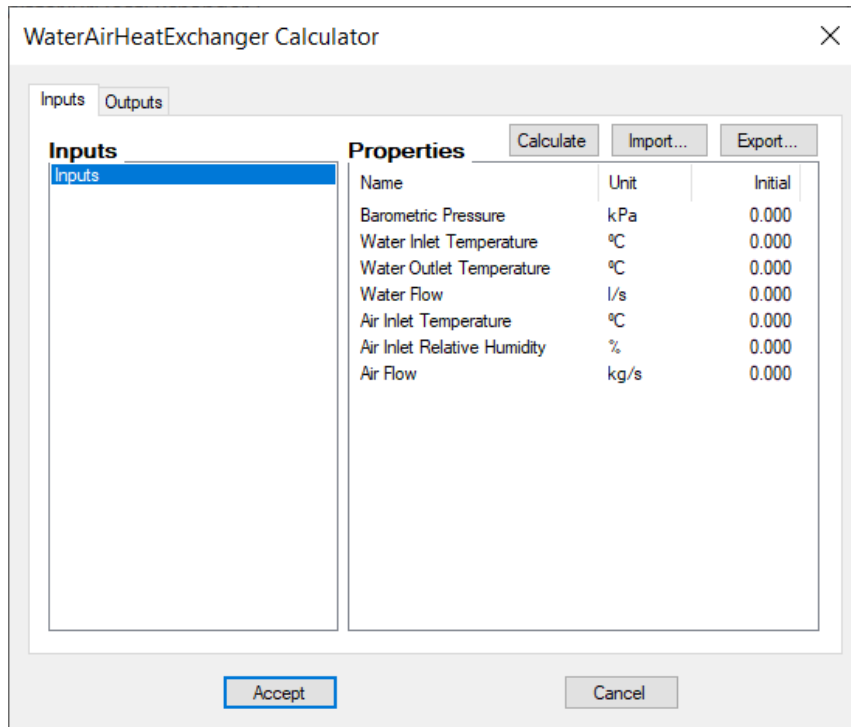 WaterAirHeatExchanger Calculator
Inputs Outputs
Inputs
Inputs
Properties Calculate Import... Export...
Name Unit Initial
Barometric Pressure kPa 0.000
Water Inlet Temperature ºC 0.000
Water Outlet Temperature ºC 0.000
Water Flow l/s 0.000
Air Inlet Temperature ºC 0.000
Air Inlet Relative Humidity % 0.000
Air Flow kg/s 0.000
Accept Cancel